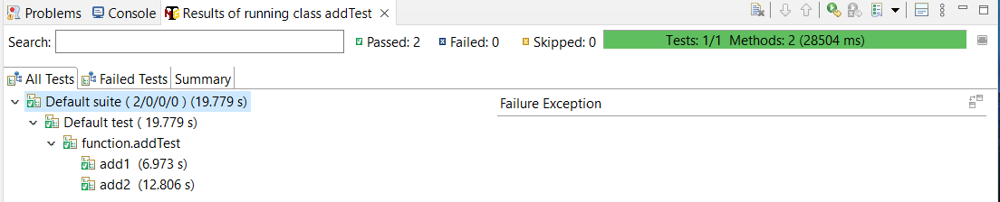 Problems Console Results of running class addTest
Search: Passed: 2 Failed: 0 Skipped: 0 Tests: 1/1 Methods: 2 (28504 ms)
All Tests Failed Tests Summary
Default suite ( 2/0/0/0 ) (19.779 s) Failure Exception
Default test ( 19.779 s)
function.addTest
add1 (6.973 s)
add2 (12.806 s)